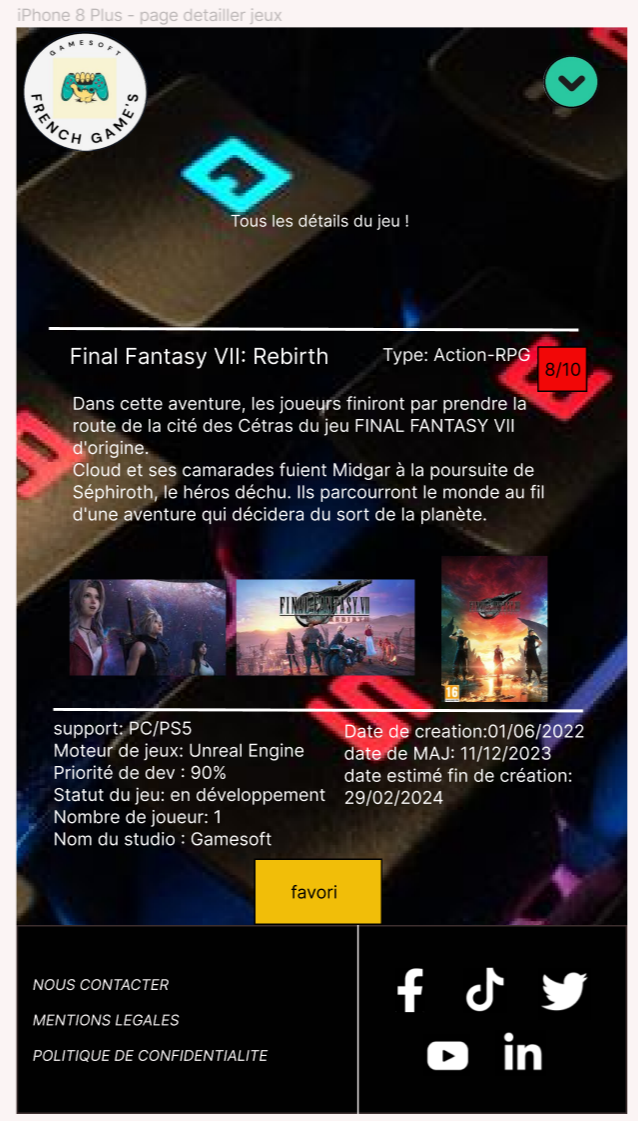 iPhone 8 Plus - page detailler jeux
GAMESOFT
FRENCH GAME'S
Tous les détails du jeu !
Final Fantasy VII: Rebirth
Type: Action-RPG
8/10
Dans cette aventure, les joueurs finiront par prendre la
route de la cité des Cétras du jeu FINAL FANTASY VII
d'origine.
Cloud et ses camarades fuient Midgar à la poursuite de
Séphiroth, le héros déchu. Ils parcourront le monde au fil
d'une aventure qui décidera du sort de la planète.
FINAL FANTASY VII
REBIRTH
16
support: PC/PS5
Moteur de jeux: Unreal Engine
Priorité de dev : 90%
Statut du jeu: en développement
Nombre de joueur: 1
Nom du studio : Gamesoft
Date de creation:01/06/2022
date de MAJ: 11/12/2023
date estimé fin de création:
29/02/2024
favori
NOUS CONTACTER
MENTIONS LEGALES
POLITIQUE DE CONFIDENTIALITE
in